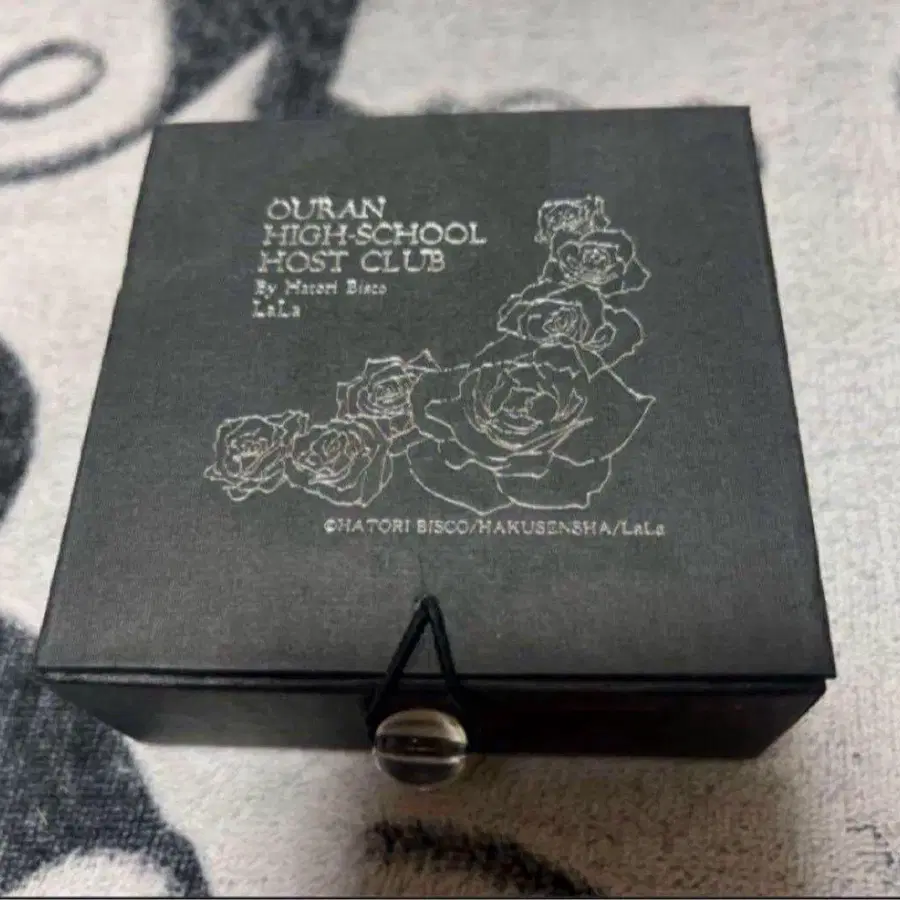 OURAN
HIGH-SCHOOL
HOST CLUB
By Hatori Bisco
LaLa
©HATORI BISCO/HAKUSENSHA/LaLa